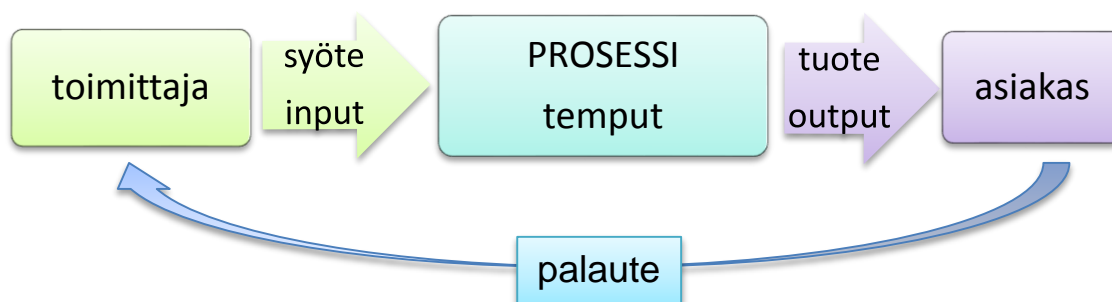 toimittaja
syöte
input
PROSESSI
temput
tuote
output
asiakas
palaute